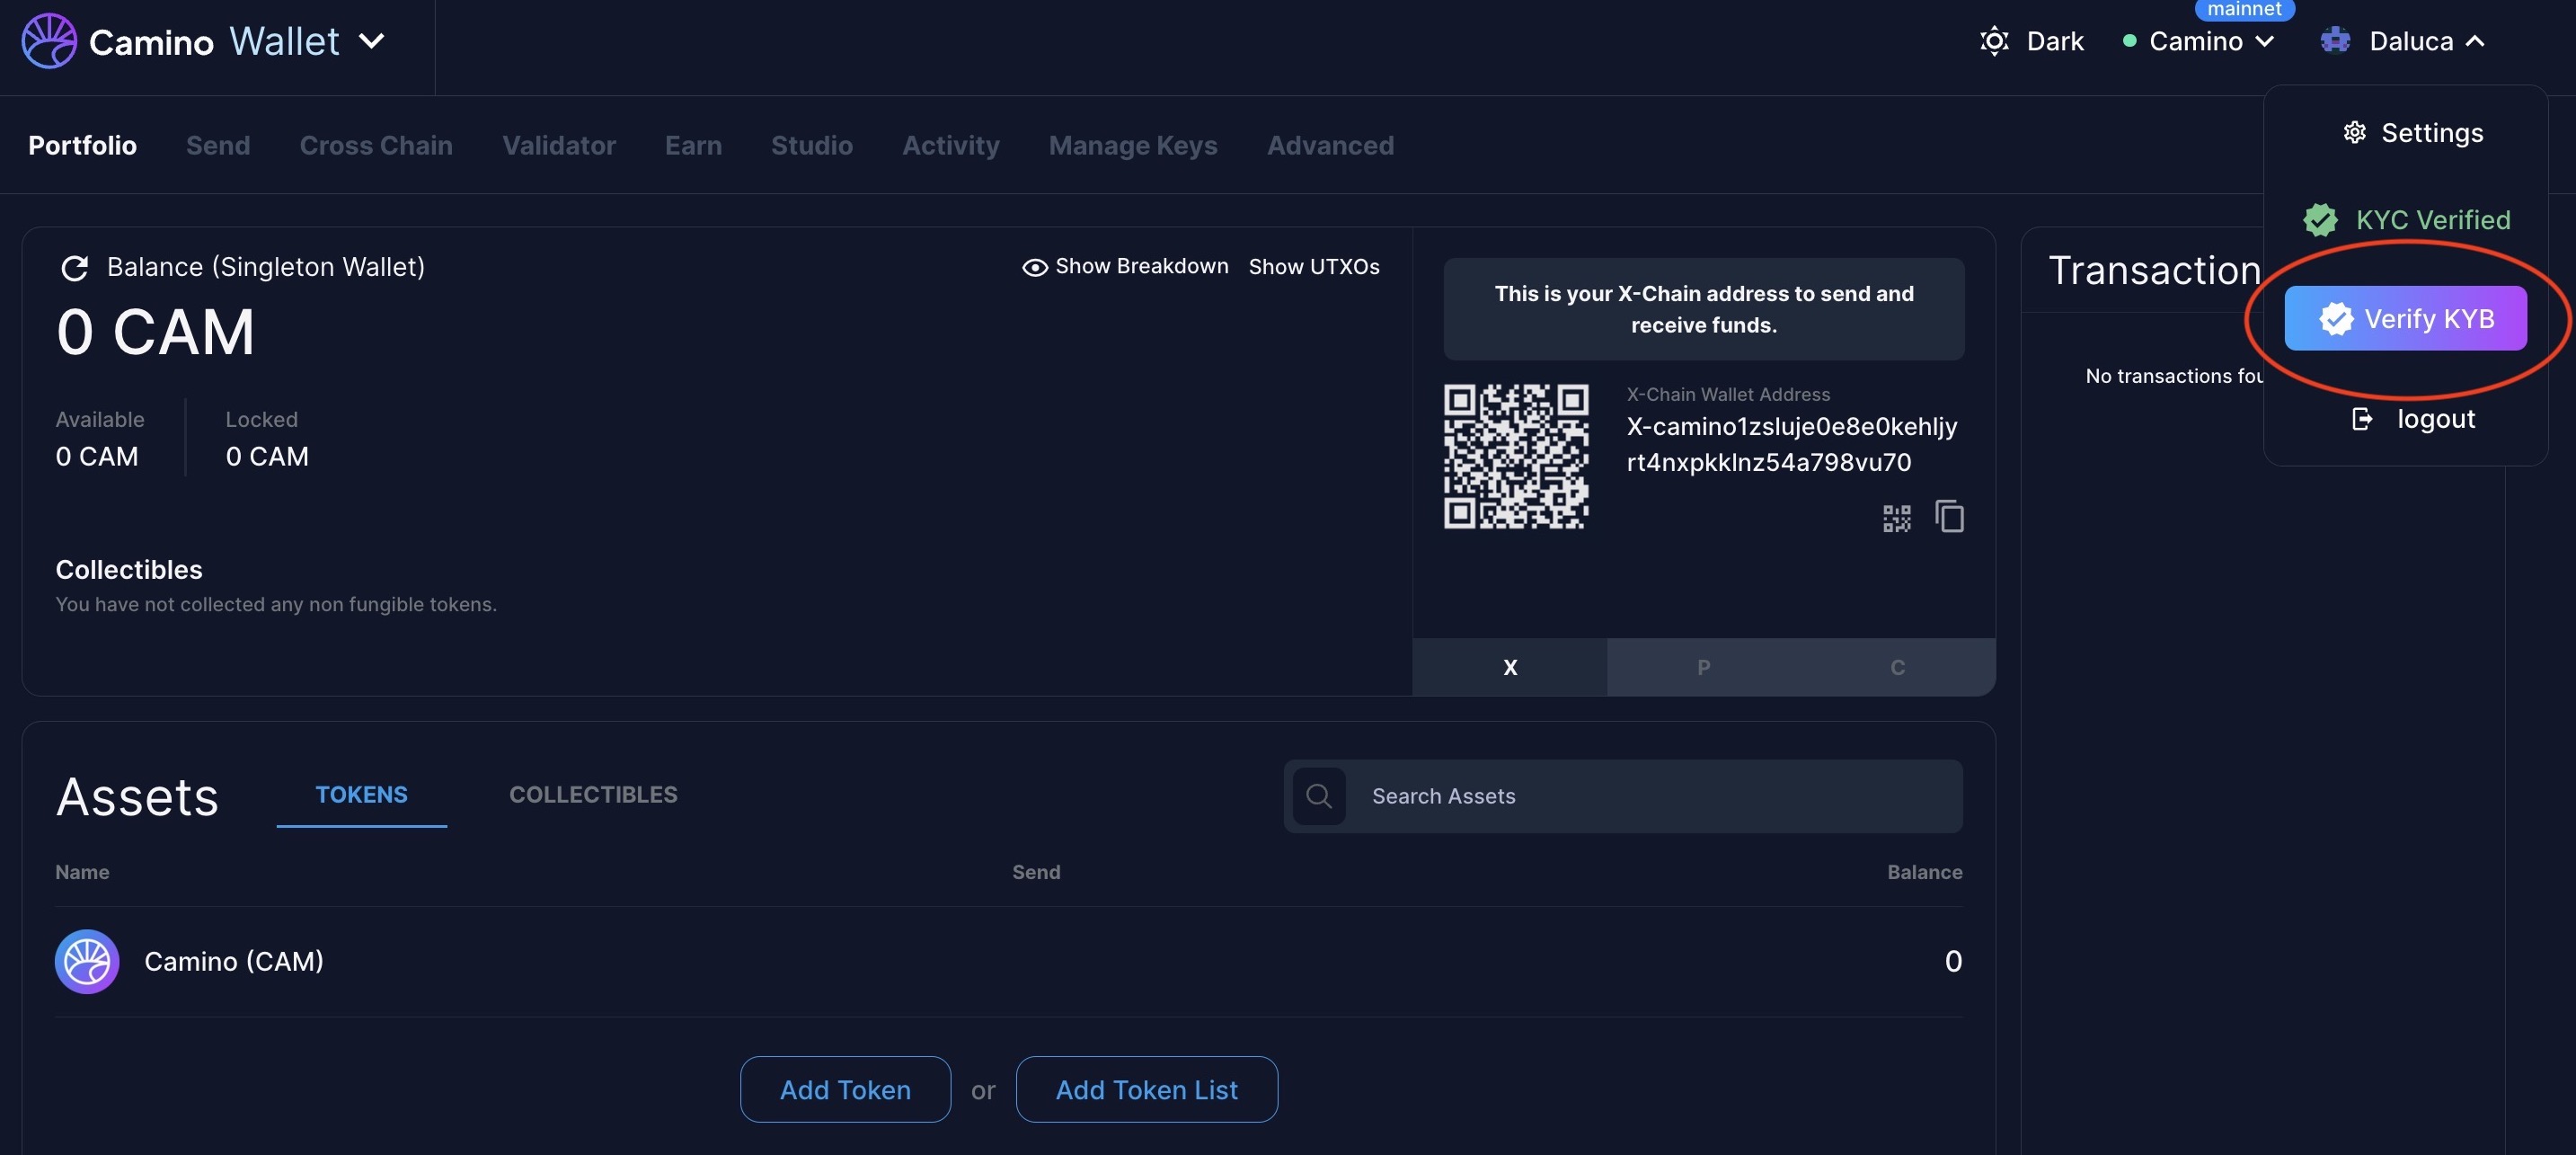 mainnet
Camino Wallet
Dark
Camino
Daluca
Portfolio
Send
Cross Chain
Validator
Earn
Studio
Activity
Manage Keys
Advanced
Settings
KYC Verified
Verify KYB
logout
Balance (Singleton Wallet)
Show Breakdown
Show UTXOs
0 CAM
Available
Locked
0 CAM
0 CAM
Collectibles
You have not collected any non fungible tokens.
This is your X-Chain address to send and
receive funds.
X-Chain Wallet Address
X-camino1zsluje0e8e0kehljy
rt4nxpkklnz54a798vu70
X
P
C
Transaction
No transactions fou
Assets
TOKENS
COLLECTIBLES
Search Assets
Name
Send
Balance
Camino (CAM)
0
Add Token
or
Add Token List